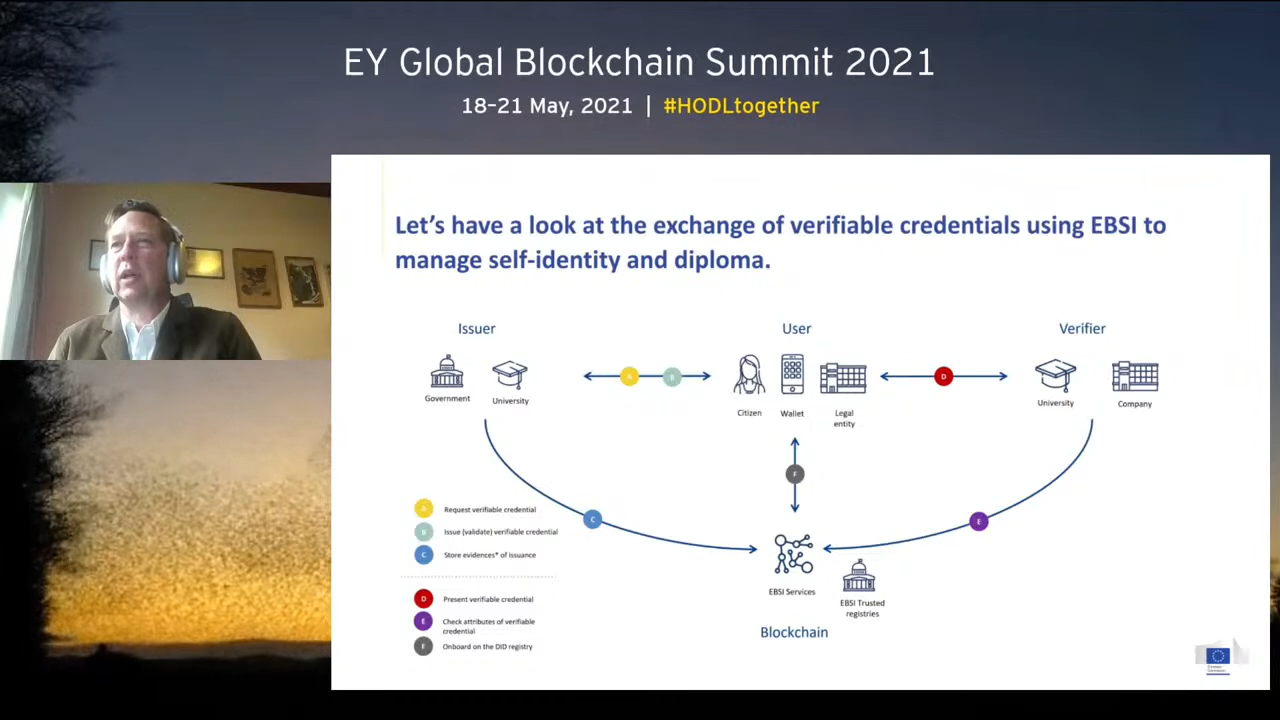 EY Global Blockchain Summit 2021
18–21 May, 2021 | #HODLtogether
Let's have a look at the exchange of verifiable credentials using EBSI to
manage self-identity and diploma.
Issuer
User
Verifier
Government
University
Citizen
Wallet
Legal
entity
University
Company
A
B
D
F
C
E
A Request verifiable credential
B Issue (validate) verifiable credential
C Store evidences* of issuance
D Present verifiable credential
E Check attributes of verifiable
credential
F Onboard on the DID registry
EBSI Services
EBSI Trusted
registries
Blockchain